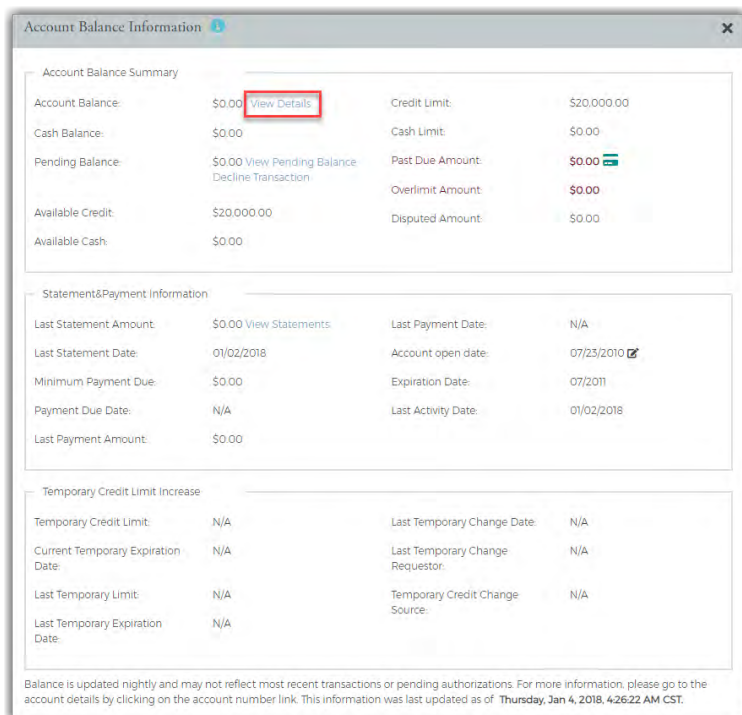 Account Balance Information
Account Balance Summary
Account Balance: $0.00 View Details Credit Limit: $20,000.00
Cash Balance: $0.00 Cash Limit: $0.00
Pending Balance: $0.00 View Pending Balance Past Due Amount: $0.00
Decline Transaction
Overlimit Amount: $0.00
Available Credit: $20,000.00 Disputed Amount: $0.00
Available Cash: $0.00
Statement&Payment Information
Last Statement Amount: $0.00 View Statements Last Payment Date: N/A
Last Statement Date: 01/02/2018 Account open date: 07/23/2010
Minimum Payment Due: $0.00 Expiration Date: 07/2011
Payment Due Date: N/A Last Activity Date: 01/02/2018
Last Payment Amount: $0.00
Temporary Credit Limit Increase
Temporary Credit Limit: N/A Last Temporary Change Date: N/A
Current Temporary Expiration N/A Last Temporary Change N/A
Date: Requestor:
Last Temporary Limit: N/A Temporary Credit Change N/A
Source:
Last Temporary Expiration N/A
Date:
Balance is updated nightly and may not reflect most recent transactions or pending authorizations. For more information, please go to the
account details by clicking on the account number link. This information was last updated as of Thursday, Jan 4, 2018, 4:26:22 AM CST.